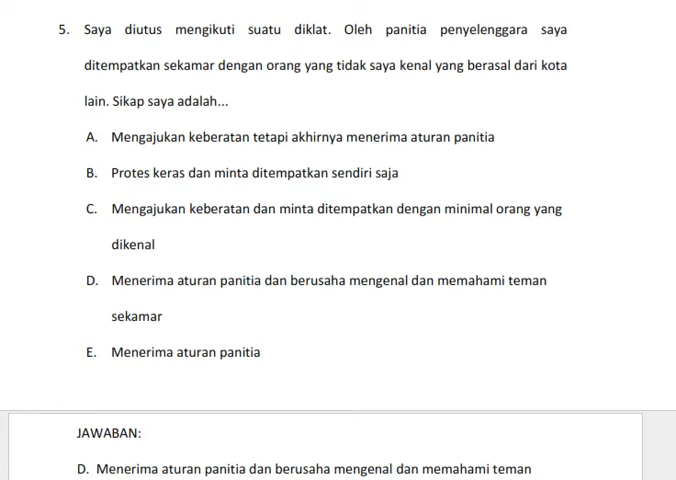 5. Saya diutus mengikuti suatu diklat. Oleh panitia penyelenggara saya
ditempatkan sekamar dengan orang yang tidak saya kenal yang berasal dari kota
lain. Sikap saya adalah...
A. Mengajukan keberatan tetapi akhirnya menerima aturan panitia
B. Protes keras dan minta ditempatkan sendiri saja
C. Mengajukan keberatan dan minta ditempatkan dengan minimal orang yang
dikenal
D. Menerima aturan panitia dan berusaha mengenal dan memahami teman
sekamar
E. Menerima aturan panitia
JAWABAN:
D. Menerima aturan panitia dan berusaha mengenal dan memahami teman